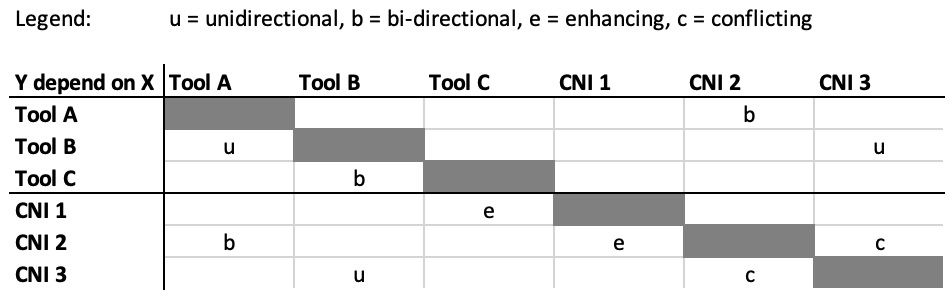 Legend: u = unidirectional, b = bi-directional, e = enhancing, c = conflicting
Y depend on X Tool A Tool B Tool C CNI 1 CNI 2 CNI 3
Tool A b
Tool B u u
Tool C b
CNI 1 e
CNI 2 b e c
CNI 3 u c